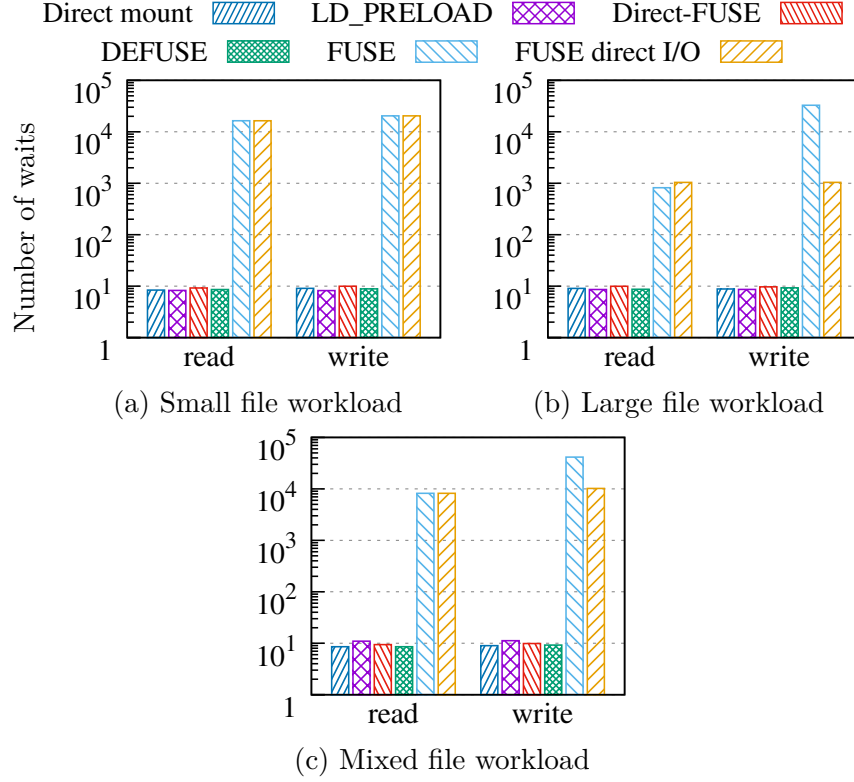 Direct mount LD_PRELOAD Direct-FUSE
DEFUSE FUSE FUSE direct I/O
Number of waits
10^5
10^4
10^3
10^2
10^1
1
read write
(a) Small file workload
10^5
10^4
10^3
10^2
10^1
1
read write
(b) Large file workload
10^5
10^4
10^3
10^2
10^1
1
read write
(c) Mixed file workload